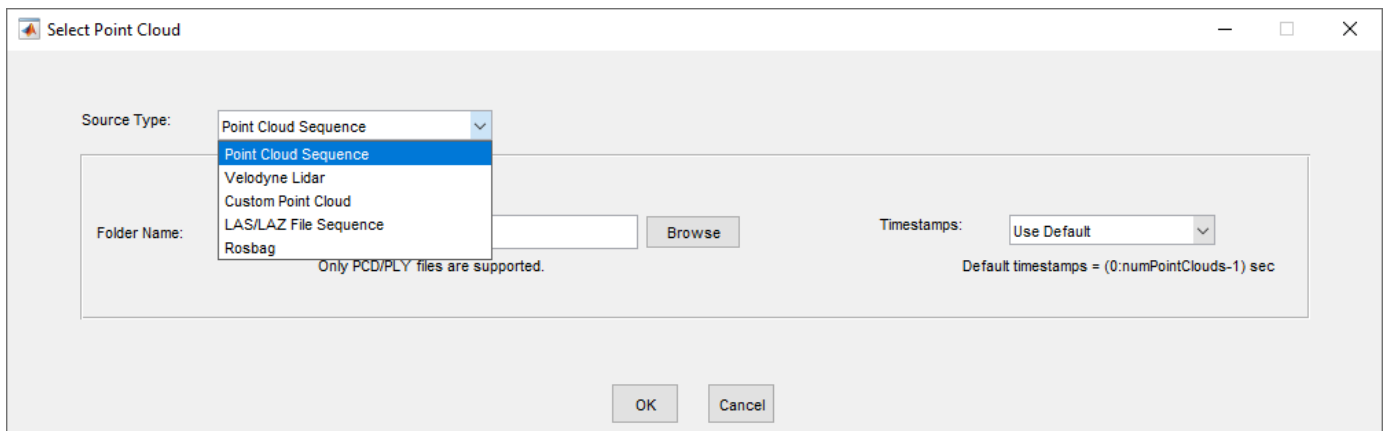 Select Point Cloud
Source Type:
Point Cloud Sequence
Point Cloud Sequence
Velodyne Lidar
Custom Point Cloud
LAS/LAZ File Sequence
Rosbag
Folder Name:
Browse
Only PCD/PLY files are supported.
Timestamps:
Use Default
Default timestamps = (0:numPointClouds-1) sec
OK
Cancel